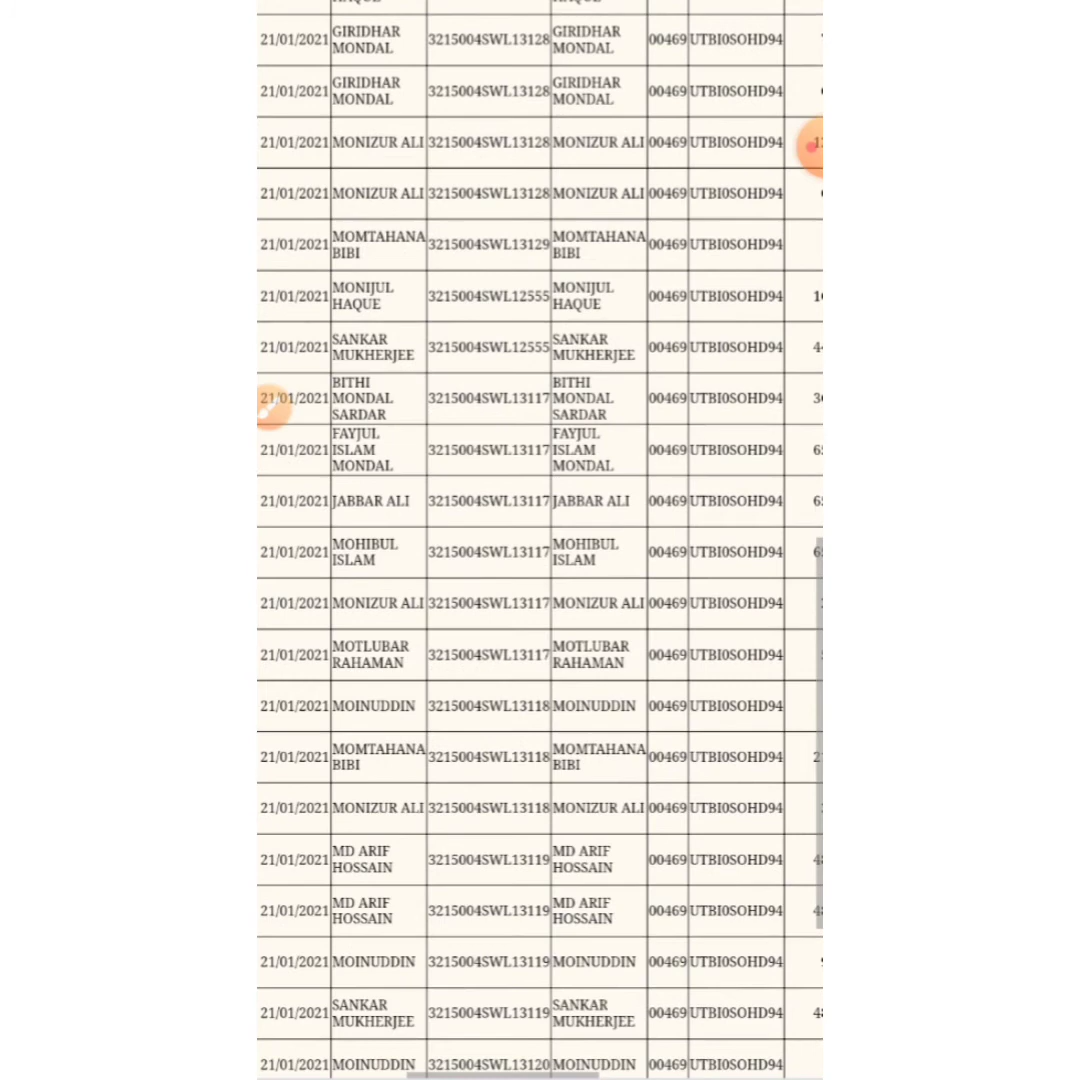 21/01/2021 GIRIDHAR MONDAL 3215004SWL13128 GIRIDHAR MONDAL 00469 UTBI0SOHD94
21/01/2021 GIRIDHAR MONDAL 3215004SWL13128 GIRIDHAR MONDAL 00469 UTBI0SOHD94
21/01/2021 MONIZUR ALI 3215004SWL13128 MONIZUR ALI 00469 UTBI0SOHD94
21/01/2021 MONIZUR ALI 3215004SWL13128 MONIZUR ALI 00469 UTBI0SOHD94
21/01/2021 MOMTAHANA BIBI 3215004SWL13129 MOMTAHANA BIBI 00469 UTBI0SOHD94
21/01/2021 MONIJUL HAQUE 3215004SWL12555 MONIJUL HAQUE 00469 UTBI0SOHD94
21/01/2021 SANKAR MUKHERJEE 3215004SWL12555 SANKAR MUKHERJEE 00469 UTBI0SOHD94
21/01/2021 BITHI MONDAL SARDAR 3215004SWL13117 BITHI MONDAL SARDAR 00469 UTBI0SOHD94
21/01/2021 FAYJUL ISLAM MONDAL 3215004SWL13117 FAYJUL ISLAM MONDAL 00469 UTBI0SOHD94
21/01/2021 JABBAR ALI 3215004SWL13117 JABBAR ALI 00469 UTBI0SOHD94
21/01/2021 MOHIBUL ISLAM 3215004SWL13117 MOHIBUL ISLAM 00469 UTBI0SOHD94
21/01/2021 MONIZUR ALI 3215004SWL13117 MONIZUR ALI 00469 UTBI0SOHD94
21/01/2021 MOTLUBAR RAHAMAN 3215004SWL13117 MOTLUBAR RAHAMAN 00469 UTBI0SOHD94
21/01/2021 MOINUDDIN 3215004SWL13118 MOINUDDIN 00469 UTBI0SOHD94
21/01/2021 MOMTAHANA BIBI 3215004SWL13118 MOMTAHANA BIBI 00469 UTBI0SOHD94
21/01/2021 MONIZUR ALI 3215004SWL13118 MONIZUR ALI 00469 UTBI0SOHD94
21/01/2021 MD ARIF HOSSAIN 3215004SWL13119 MD ARIF HOSSAIN 00469 UTBI0SOHD94
21/01/2021 MD ARIF HOSSAIN 3215004SWL13119 MD ARIF HOSSAIN 00469 UTBI0SOHD94
21/01/2021 MOINUDDIN 3215004SWL13119 MOINUDDIN 00469 UTBI0SOHD94
21/01/2021 SANKAR MUKHERJEE 3215004SWL13119 SANKAR MUKHERJEE 00469 UTBI0SOHD94
21/01/2021 MOINUDDIN 3215004SWL13120 MOINUDDIN 00469 UTBI0SOHD94